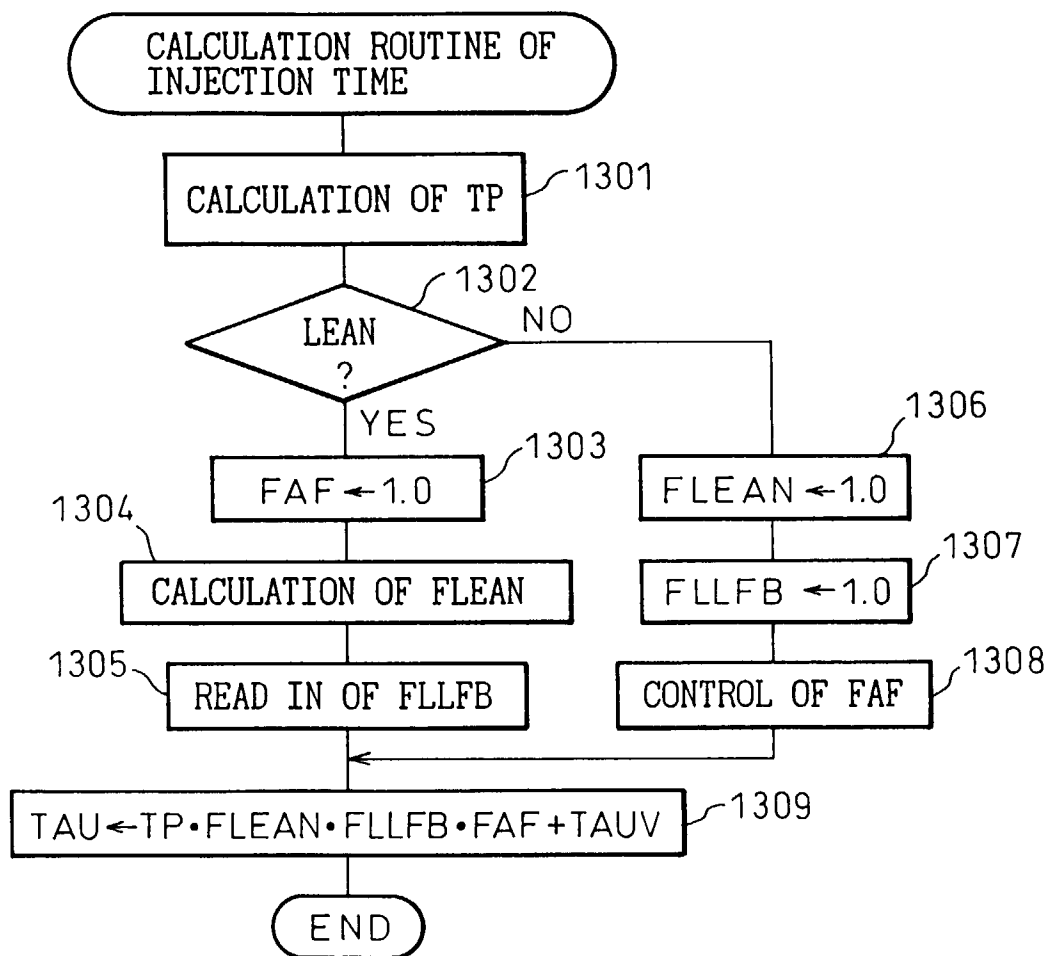 CALCULATION ROUTINE OF
INJECTION TIME
CALCULATION OF TP
1301
LEAN
?
1302
NO
YES
FAF←1.0
1303
1304
CALCULATION OF FLEAN
1305
READ IN OF FLLFB
FLEAN←1.0
1306
FLLFB←1.0
1307
CONTROL OF FAF
1308
TAU←TP·FLEAN·FLLFB·FAF+TAUV
1309
END